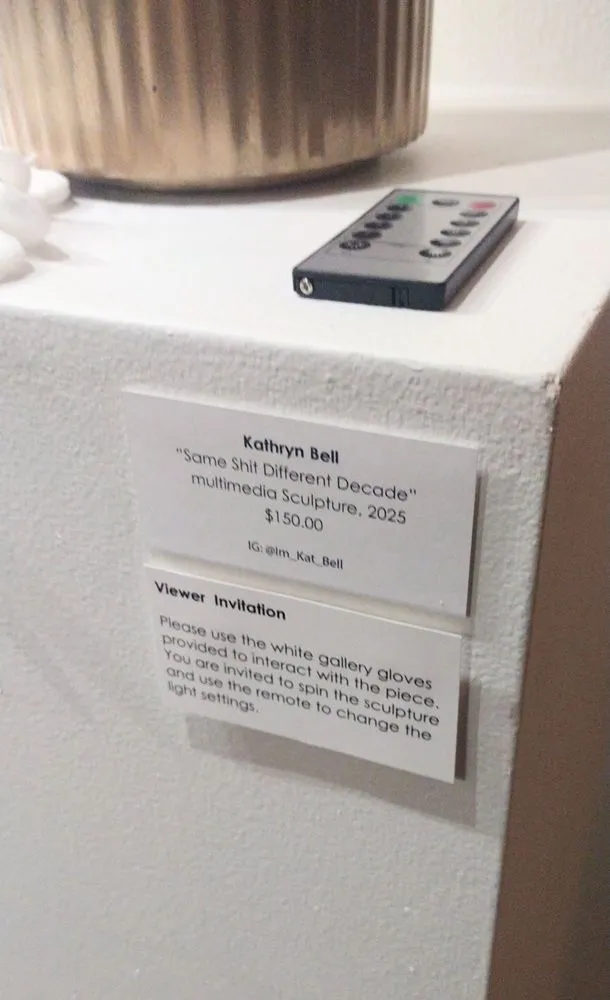 Kathryn Bell
"Same Shit Different Decade"
multimedia Sculpture, 2025
$150.00
IG: @Im_Kat_Bell
Viewer Invitation
Please use the white gallery gloves
provided to interact with the piece.
You are invited to spin the sculpture
and use the remote to change the
light settings.